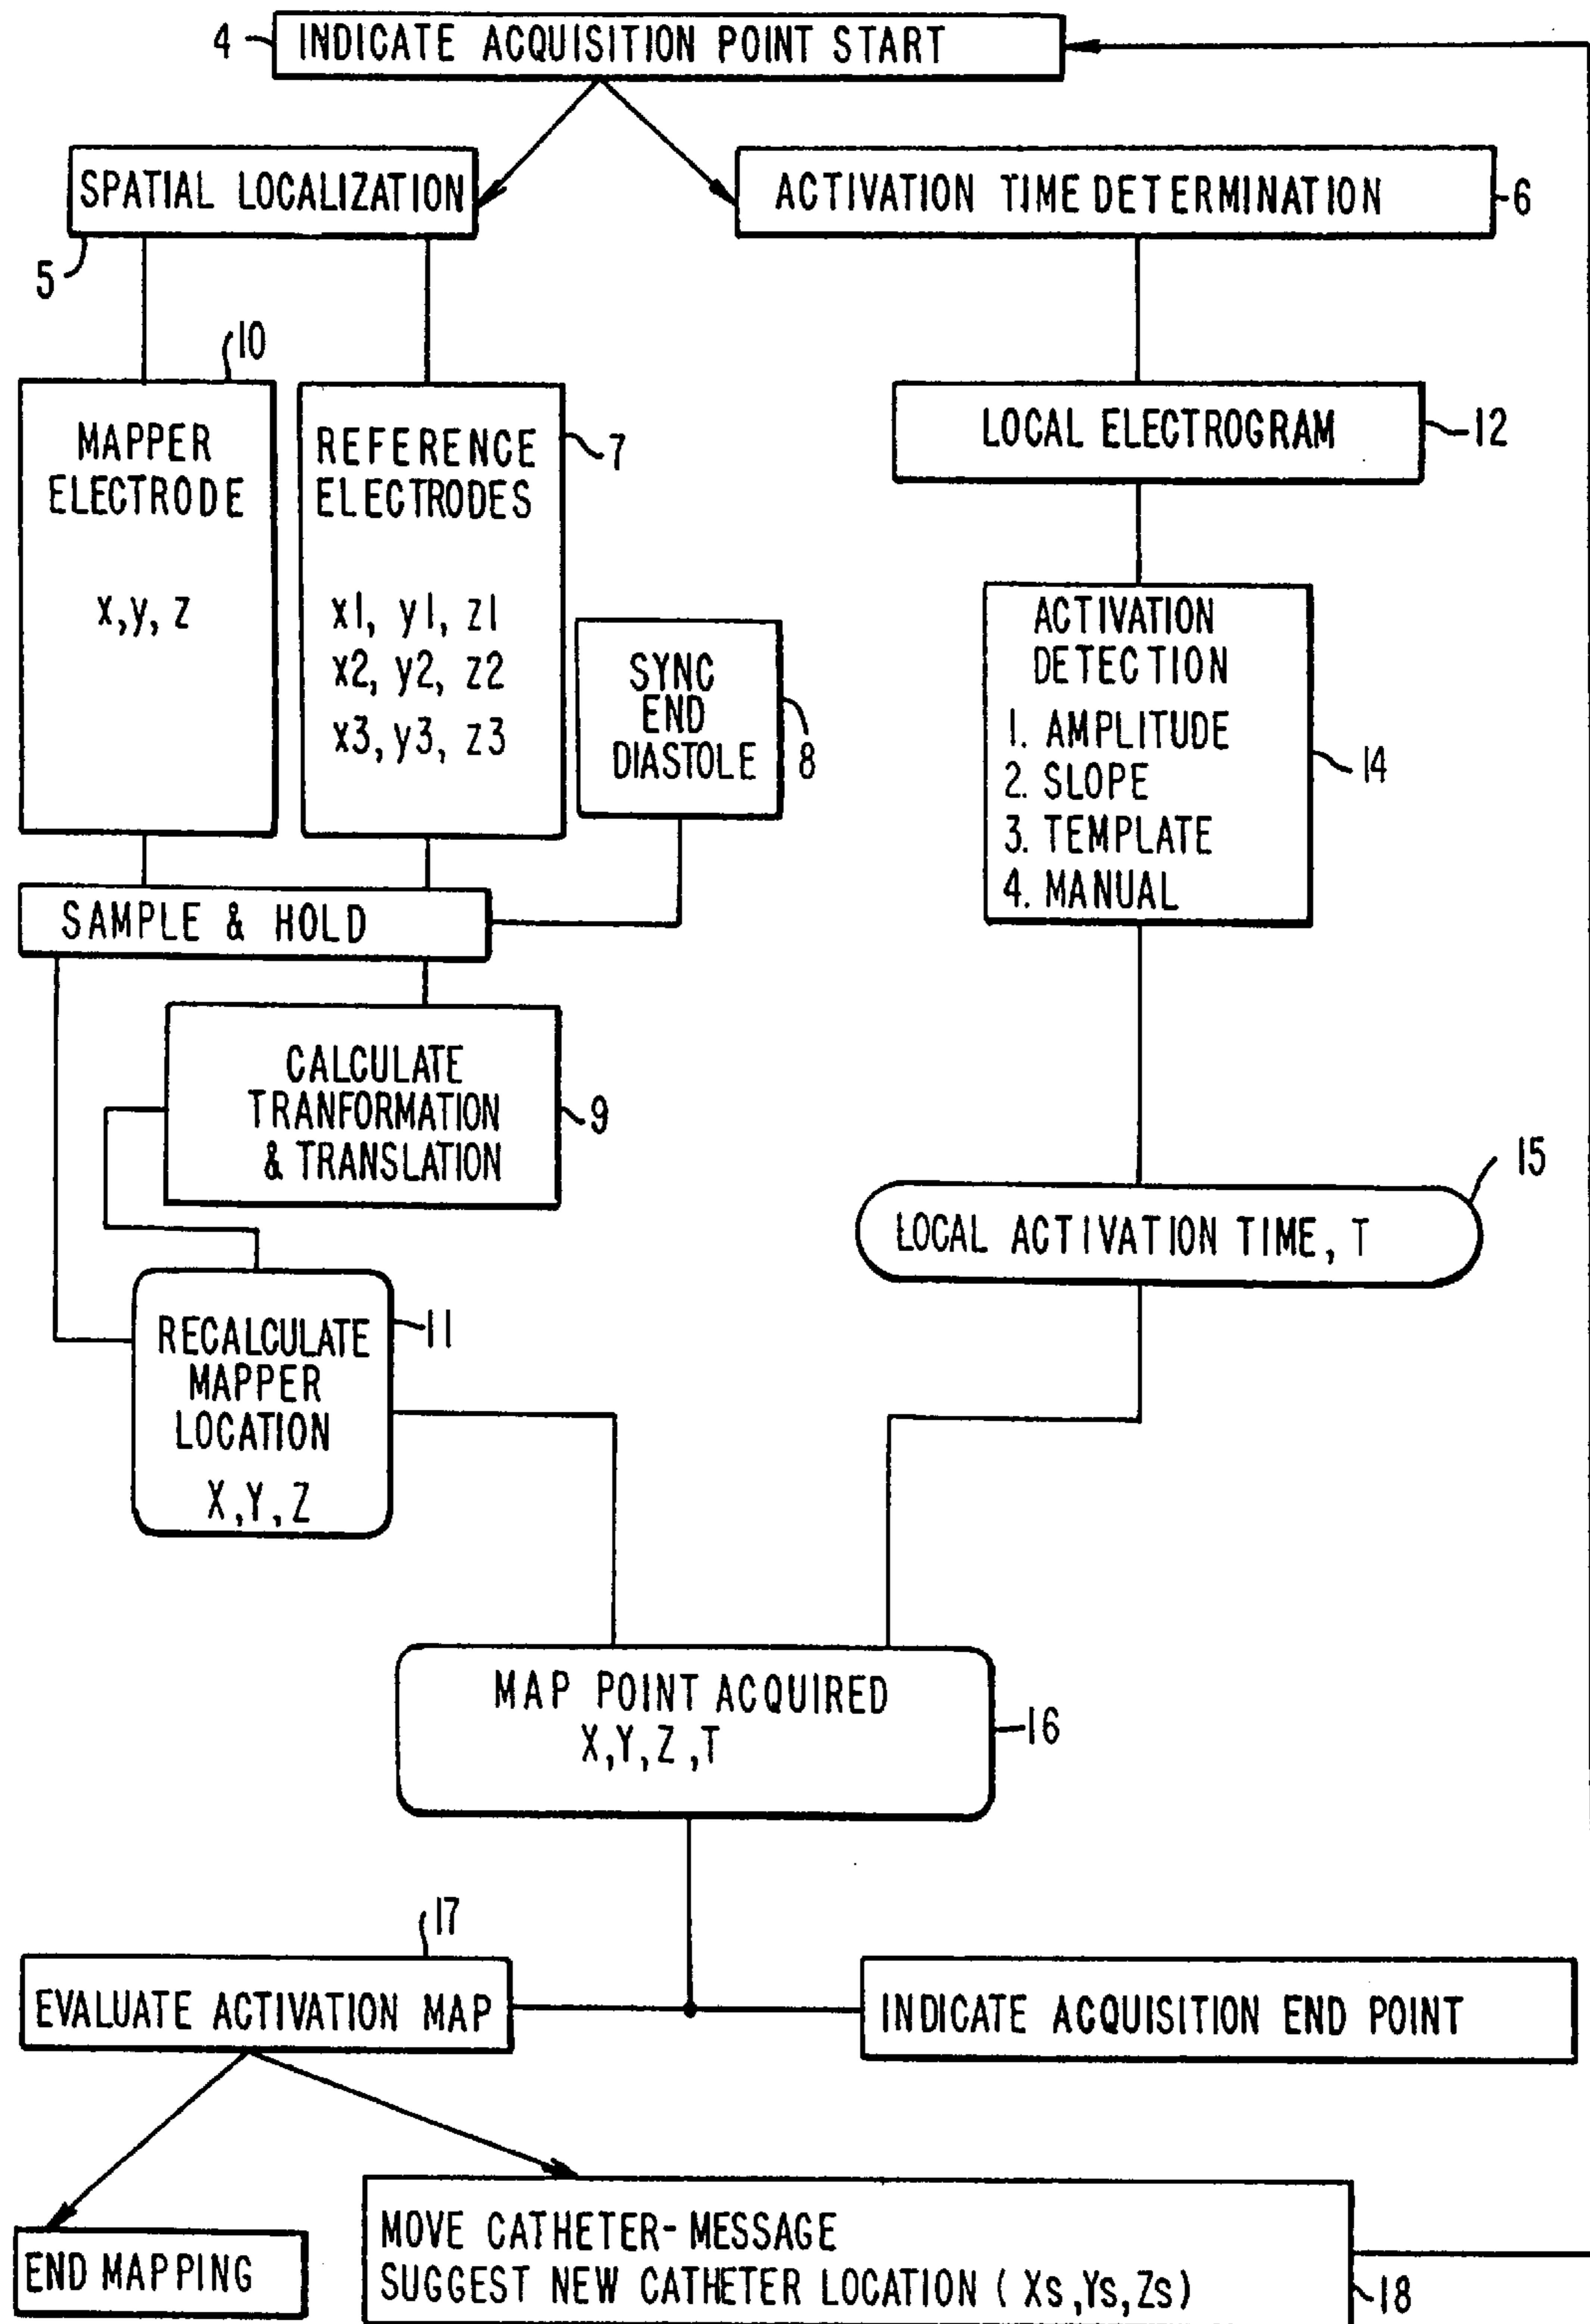 4
INDICATE ACQUISITION POINT START
SPATIAL LOCALIZATION
5
ACTIVATION TIME DETERMINATION
6
10
MAPPER
ELECTRODE
x,y, z
REFERENCE
ELECTRODES
7
x1, y1, z1
x2, y2, z2
x3, y3, z3
SYNC
END
DIASTOLE
8
LOCAL ELECTROGRAM
12
ACTIVATION
DETECTION
1. AMPLITUDE
2. SLOPE
3. TEMPLATE
4. MANUAL
14
SAMPLE & HOLD
CALCULATE
TRANFORMATION
& TRANSLATION
9
15
LOCAL ACTIVATION TIME, T
RECALCULATE
MAPPER
LOCATION
X,Y,Z
11
MAP POINT ACQUIRED
X,Y,Z,T
16
17
EVALUATE ACTIVATION MAP
INDICATE ACQUISITION END POINT
END MAPPING
MOVE CATHETER-MESSAGE
SUGGEST NEW CATHETER LOCATION ( Xs,Ys,Zs)
18